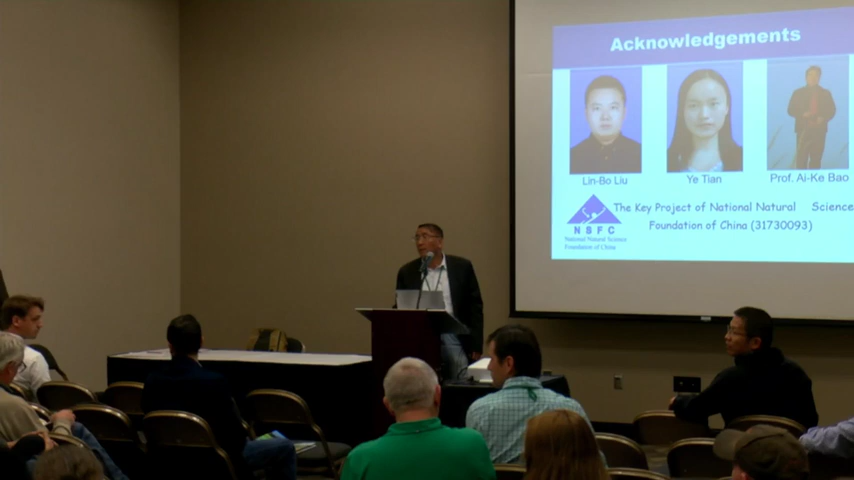 Acknowledgements
Lin-Bo Liu
Ye Tian
Prof. Ai-Ke Bao
The Key Project of National Natural Science
Foundation of China (31730093)
NSFC
National Natural Science
Foundation of China